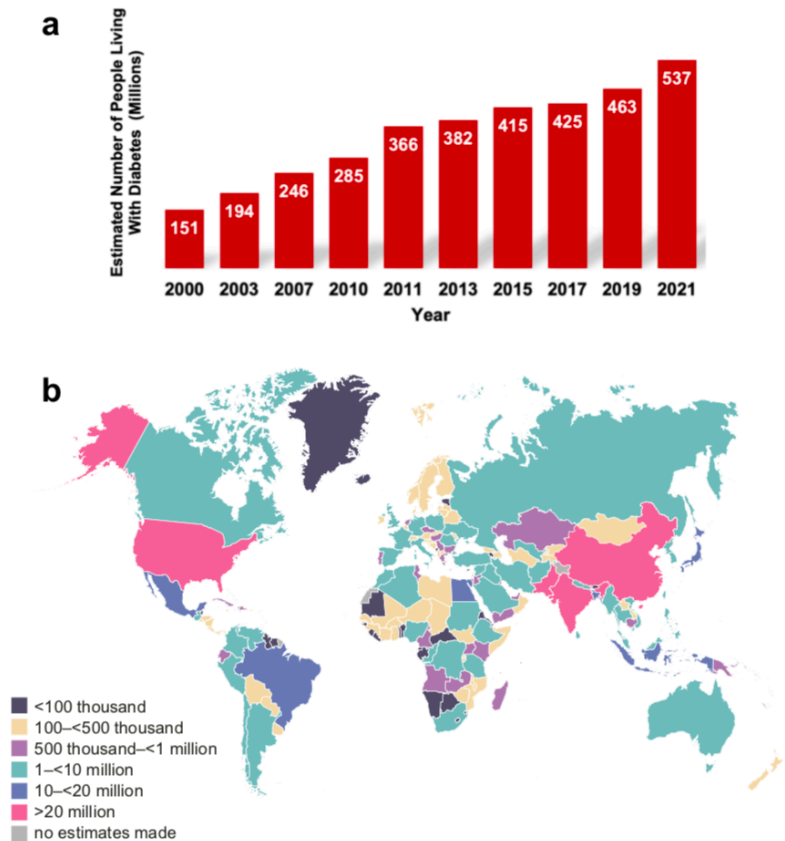 a
Estimated Number of People Living
With Diabetes (Millions)
151
194
246
285
366
382
415
425
463
537
2000 2003 2007 2010 2011 2013 2015 2017 2019 2021
Year
b
<100 thousand
100–<500 thousand
500 thousand–<1 million
1–<10 million
10–<20 million
>20 million
no estimates made